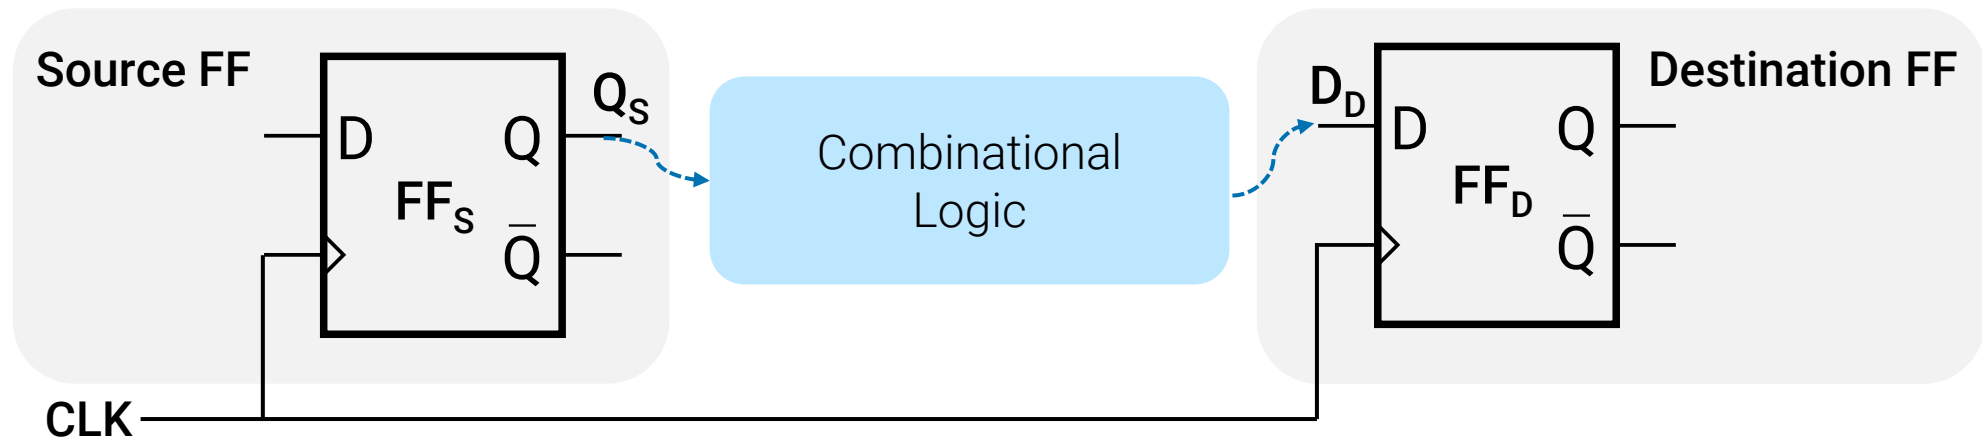 Source FF
D
Q
Q̅
FF_S
Q_S
Combinational
Logic
D_D
D
Q
Q̅
FF_D
Destination FF
CLK